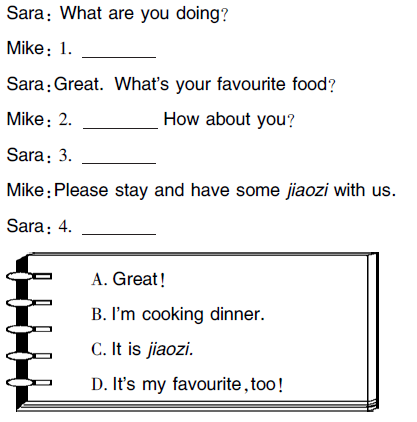 Sara: What are you doing?
Mike: 1. ________
Sara:Great. What's your favourite food?
Mike: 2. ________ How about you?
Sara: 3. ________
Mike:Please stay and have some jiaozi with us.
Sara: 4. ________
A. Great!
B. I'm cooking dinner.
C. It is jiaozi.
D. It's my favourite,too!